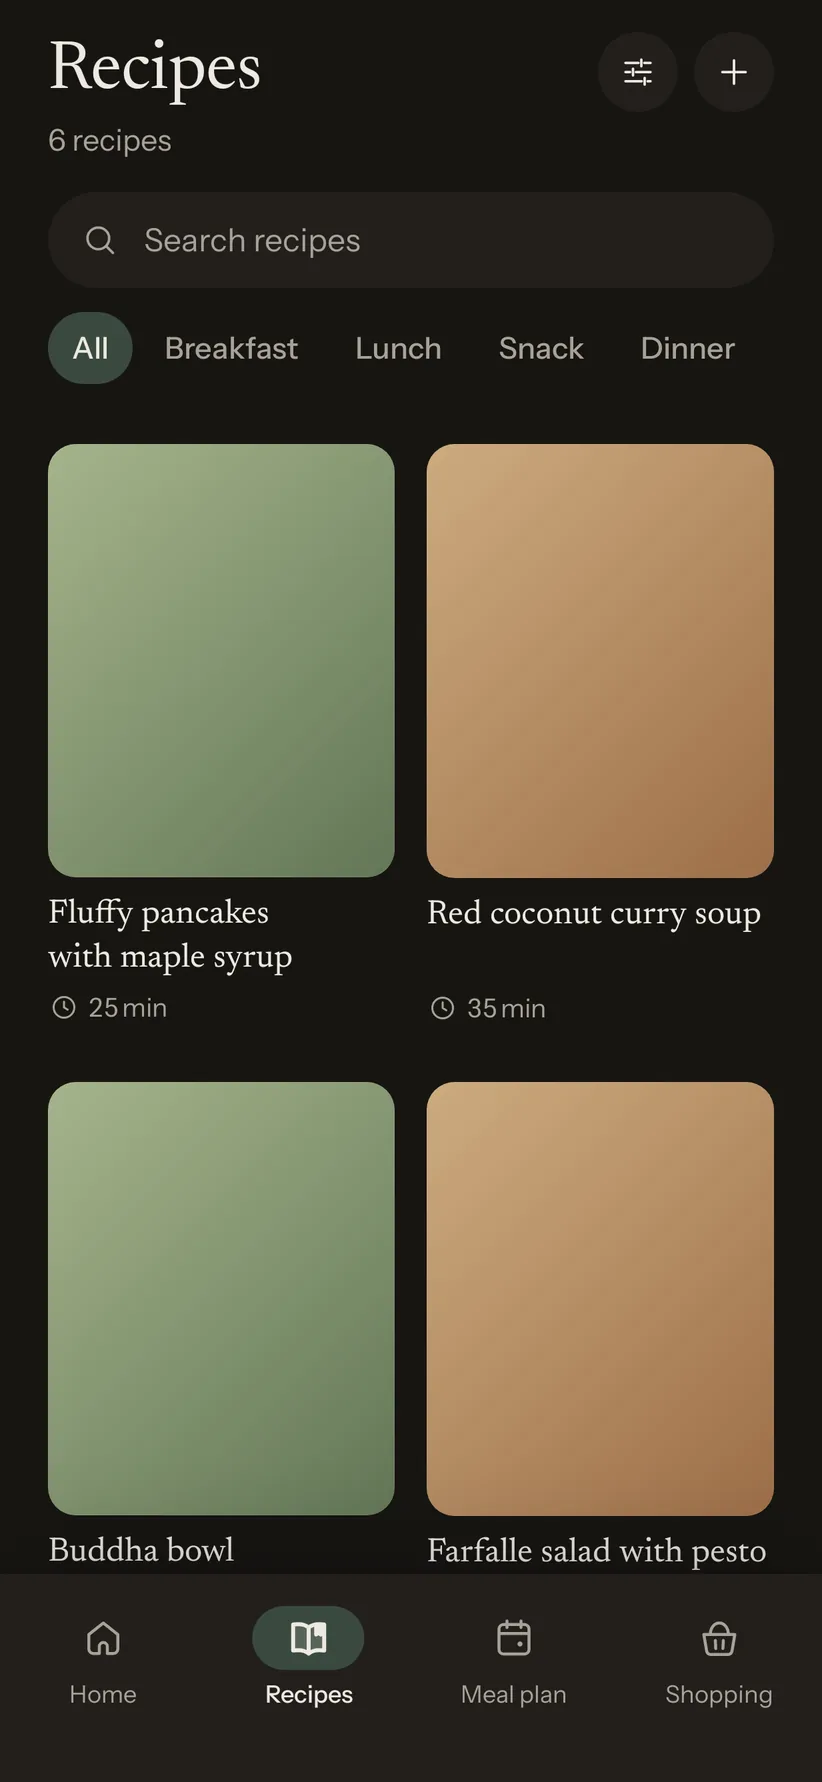 Recipes
6 recipes
Search recipes
All
Breakfast
Lunch
Snack
Dinner
Fluffy pancakes
with maple syrup
25 min
Red coconut curry soup
35 min
Buddha bowl
Farfalle salad with pesto
Home
Recipes
Meal plan
Shopping